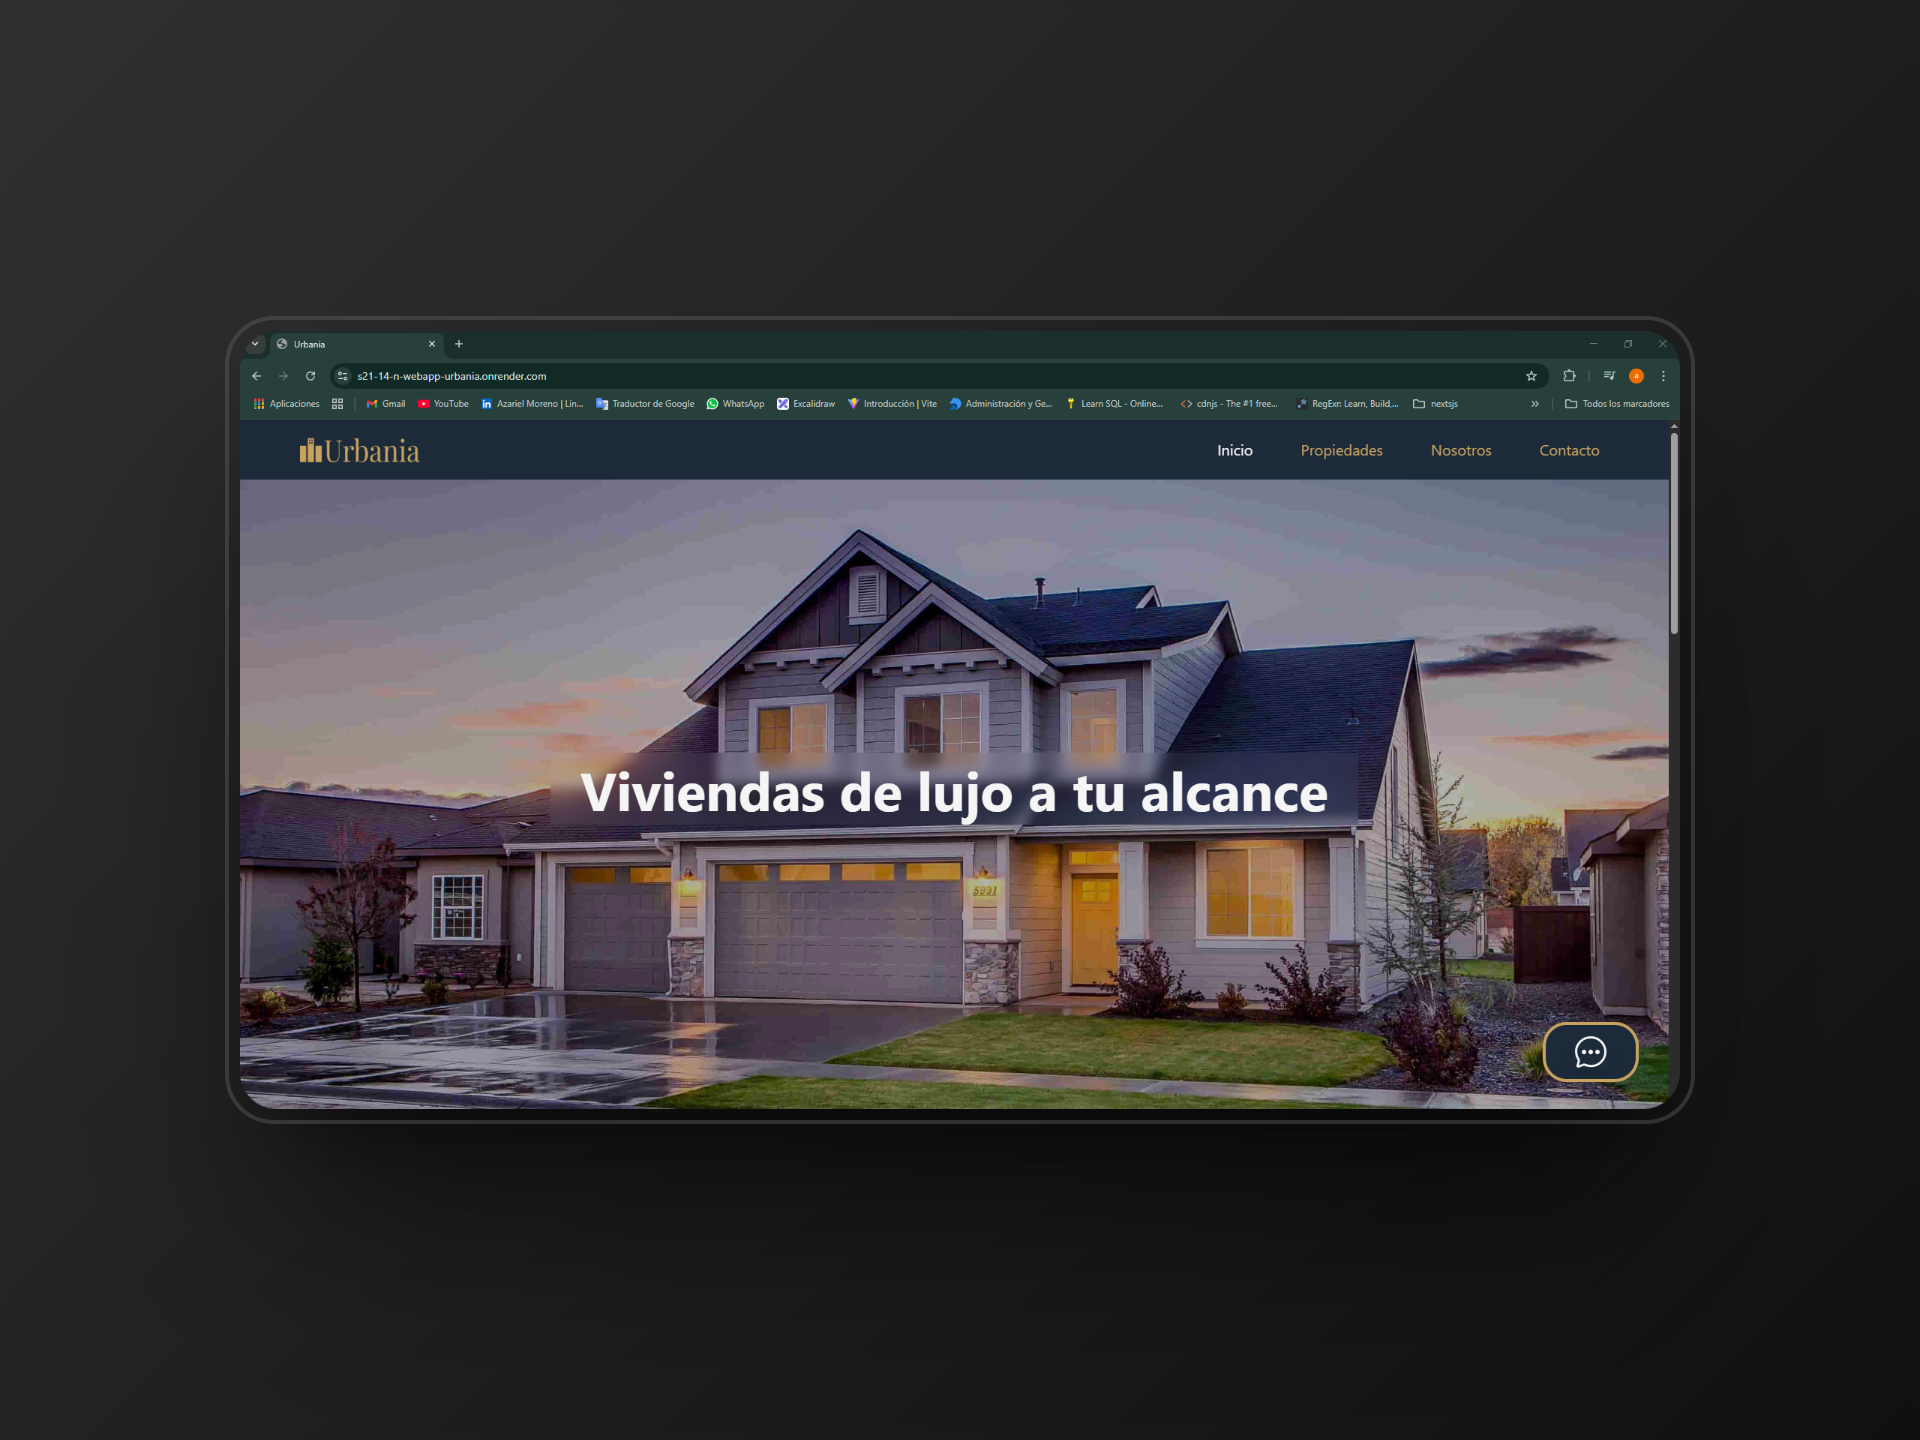 Urbania
s21-14-n-webapp-urbania.onrender.com
Aplicaciones Gmail YouTube Azariel Moreno | Lin... Traductor de Google WhatsApp Excalidraw Introducción | Vite Administración y Ge... Learn SQL - Online... cdnjs - The #1 free... RegExr: Learn, Build,... nextsjs » Todos los marcadores
Urbania Inicio Propiedades Nosotros Contacto
Viviendas de lujo a tu alcance
5991